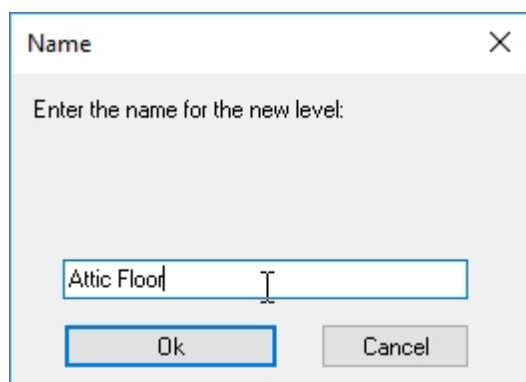 Name
Enter the name for the new level:
Attic Floor
Ok
Cancel